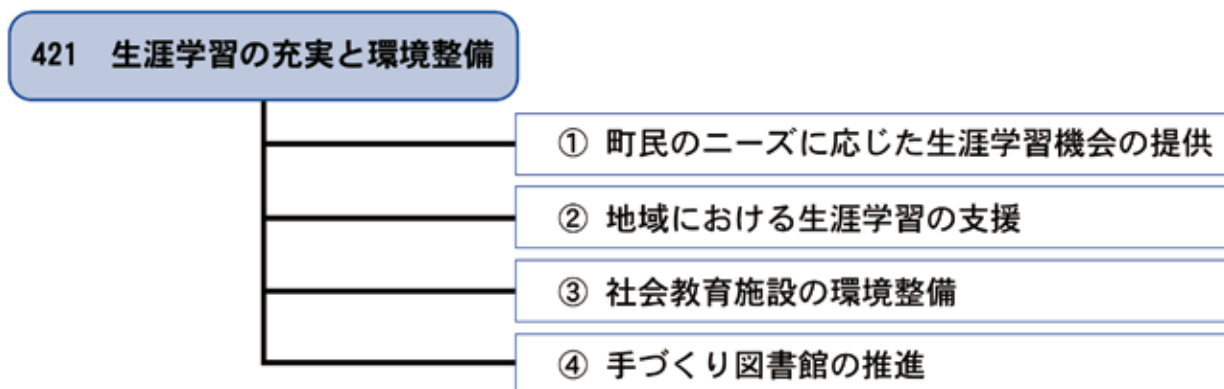 421　生涯学習の充実と環境整備
① 町民のニーズに応じた生涯学習機会の提供
② 地域における生涯学習の支援
③ 社会教育施設の環境整備
④ 手づくり図書館の推進